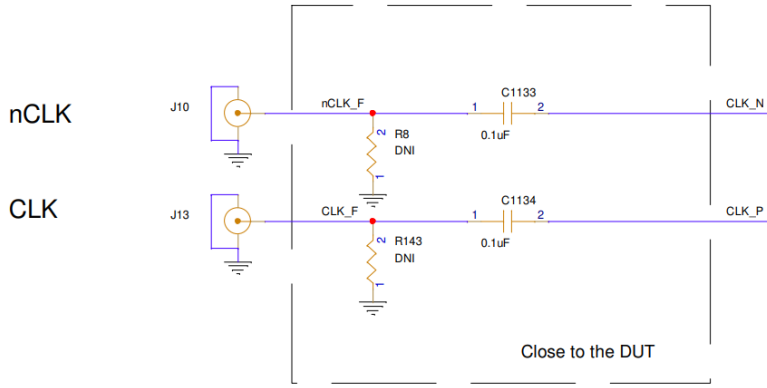 C1133
J10
nCLK_F
1
2
CLK_N
nCLK
2
R8
0.1uF
DNI
1
C1134
CLK
J13
CLK_F
1
2
CLK_P
2
R143
0.1uF
DNI
1
Close to the DUT